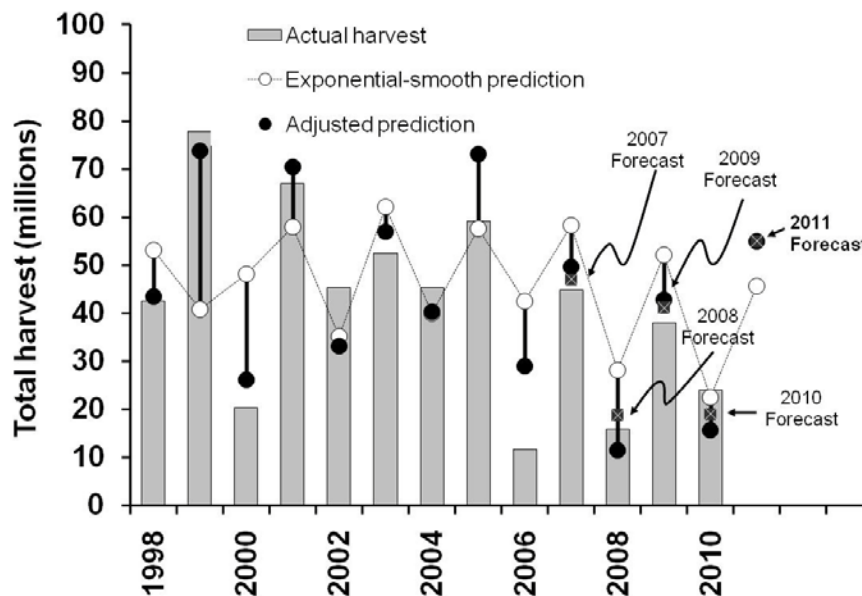 100
90
80
70
60
50
40
30
20
10
0
Total harvest (millions)
Actual harvest
Exponential-smooth prediction
Adjusted prediction
2007
Forecast
2009
Forecast
2011
Forecast
2008
Forecast
2010
Forecast
1998
2000
2002
2004
2006
2008
2010